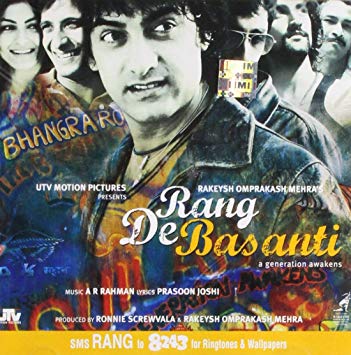 BHANGRA RO
UTV MOTION PICTURES
PRESENTS
RAKEYSH OMPRAKASH MEHRA'S
Rang
De Basanti
a generation awakens
MUSIC A R RAHMAN LYRICS PRASOON JOSHI
PRODUCED BY RONNIE SCREWVALA & RAKEYSH OMPRAKASH MEHRA
SMS RANG to 8243 for Ringtones & Wallpapers